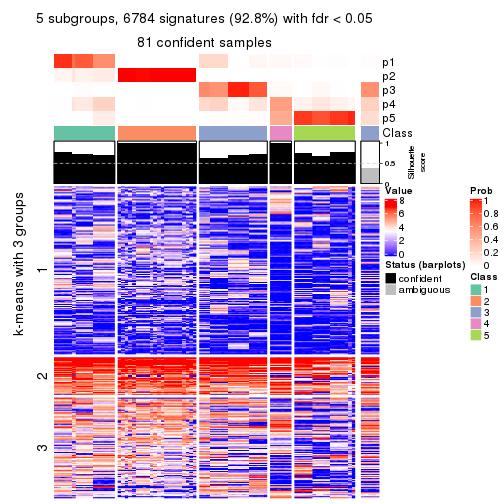 5 subgroups, 6784 signatures (92.8%) with fdr < 0.05
81 confident samples
p1
p2
p3
p4
p5
Class
1
0.5
0
Silhouette
score
k-means with 3 groups
1
2
3
Value
8
6
4
2
0
Status (barplots)
confident
ambiguous
Prob
1
0.8
0.6
0.4
0.2
0
Class
1
2
3
4
5